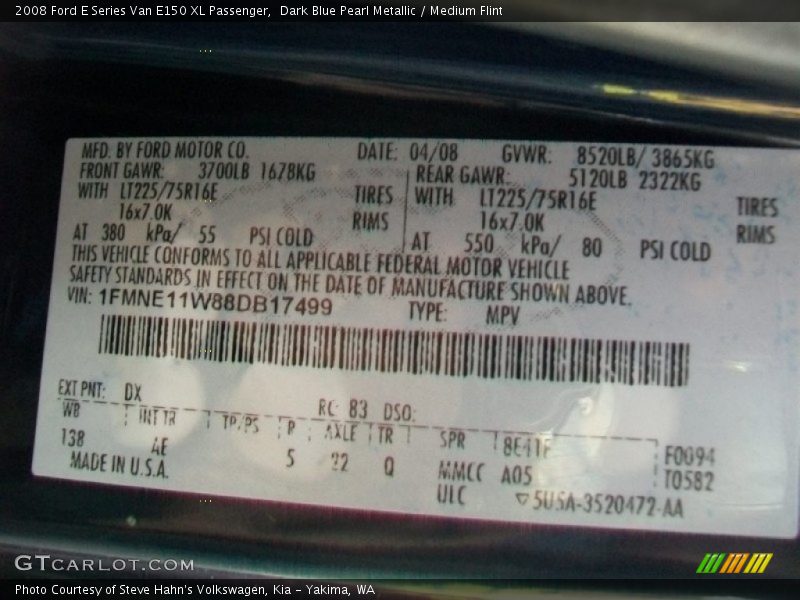 2008 Ford E Series Van E150 XL Passenger,  Dark Blue Pearl Metallic / Medium Flint
MFD. BY FORD MOTOR CO. DATE: 04/08 GVWR: 8520LB/ 3865KG
FRONT GAWR: 3700LB 1678KG REAR GAWR: 5120LB 2322KG
WITH LT225/75R16E TIRES WITH LT225/75R16E TIRES
16x7.0K RIMS 16x7.0K RIMS
AT 380 kPa/ 55 PSI COLD AT 550 kPa/ 80 PSI COLD
THIS VEHICLE CONFORMS TO ALL APPLICABLE FEDERAL MOTOR VEHICLE
SAFETY STANDARDS IN EFFECT ON THE DATE OF MANUFACTURE SHOWN ABOVE.
VIN: 1FMNE11W88DB17499 TYPE: MPV
EXT PNT: DX RC: 83 DSO:
WB INT TR TP/PS R AXLE TR SPR 8E41F F0094
138 AE 5 22 Q MMCC A05 T0582
MADE IN U.S.A. ULC ▽5USA-3520472-AA
GTCARLOT.COM
Photo Courtesy of Steve Hahn's Volkswagen, Kia – Yakima, WA